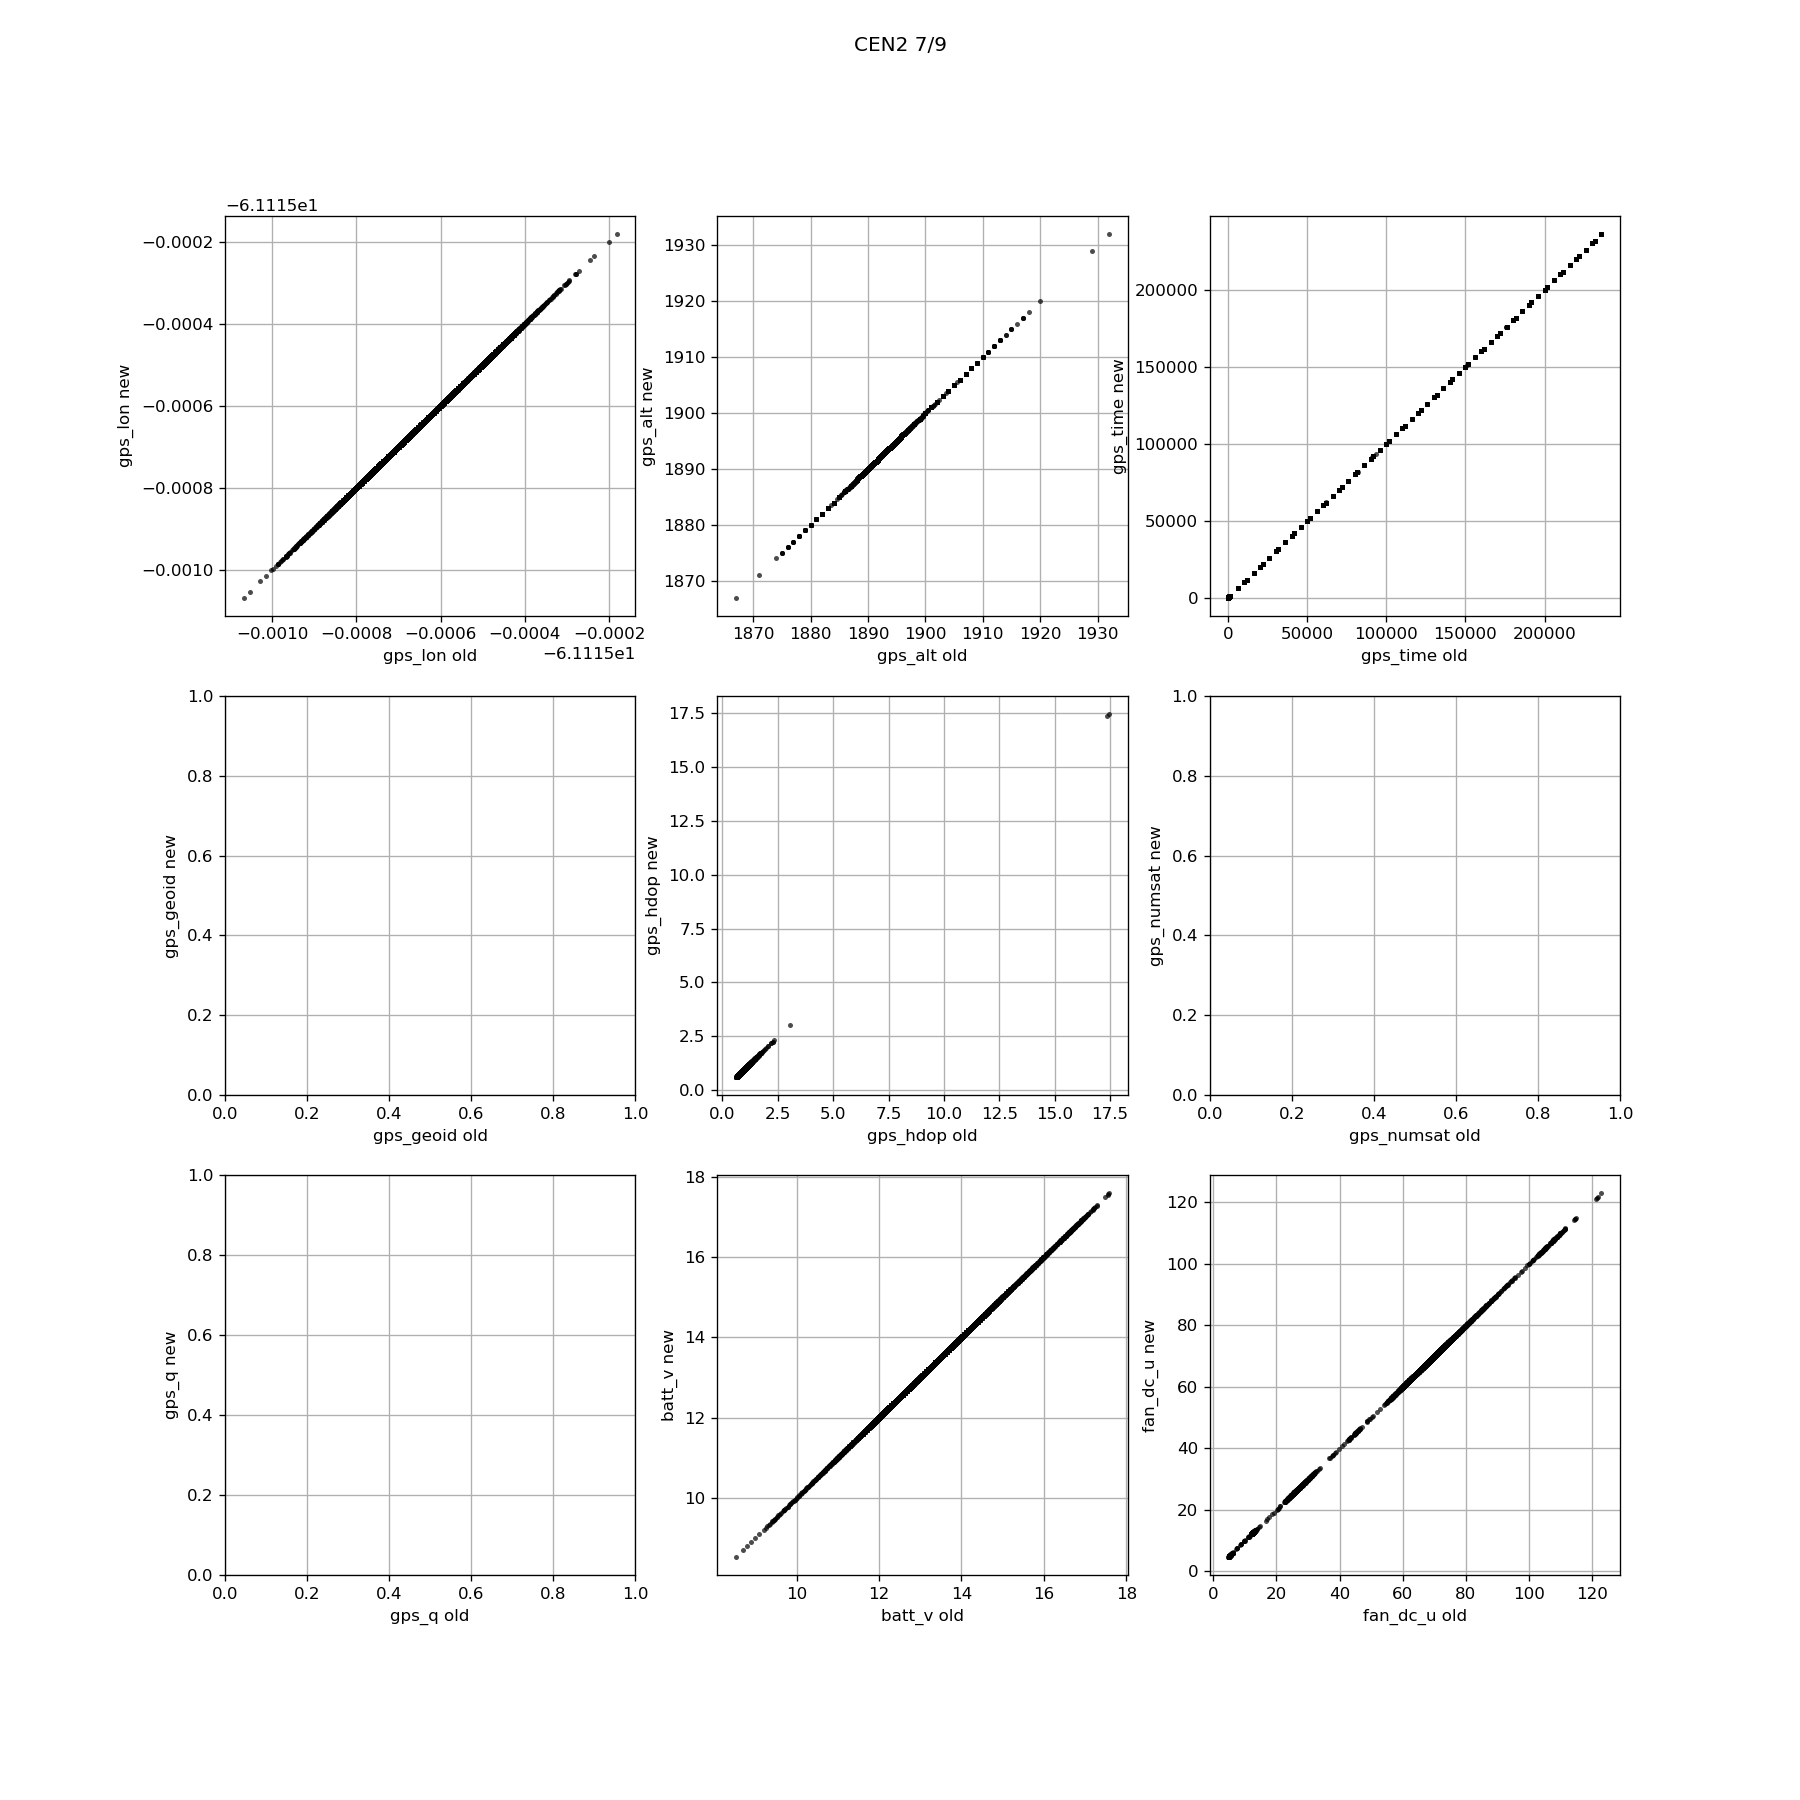 CEN2 7/9
−6.1115e1
−0.0002
−0.0004
−0.0006
−0.0008
−0.0010
gps_lon new
−0.0010 −0.0008 −0.0006 −0.0004 −0.0002
gps_lon old
−6.1115e1
1930
1920
1910
1900
1890
1880
1870
gps_alt new
1870 1880 1890 1900 1910 1920 1930
gps_alt old
200000
150000
100000
50000
0
gps_time new
0 50000 100000 150000 200000
gps_time old
1.0
0.8
0.6
0.4
0.2
0.0
gps_geoid new
0.0 0.2 0.4 0.6 0.8 1.0
gps_geoid old
17.5
15.0
12.5
10.0
7.5
5.0
2.5
0.0
gps_hdop new
0.0 2.5 5.0 7.5 10.0 12.5 15.0 17.5
gps_hdop old
1.0
0.8
0.6
0.4
0.2
0.0
gps_numsat new
0.0 0.2 0.4 0.6 0.8 1.0
gps_numsat old
1.0
0.8
0.6
0.4
0.2
0.0
gps_q new
0.0 0.2 0.4 0.6 0.8 1.0
gps_q old
18
16
14
12
10
batt_v new
10 12 14 16 18
batt_v old
120
100
80
60
40
20
0
fan_dc_u new
0 20 40 60 80 100 120
fan_dc_u old